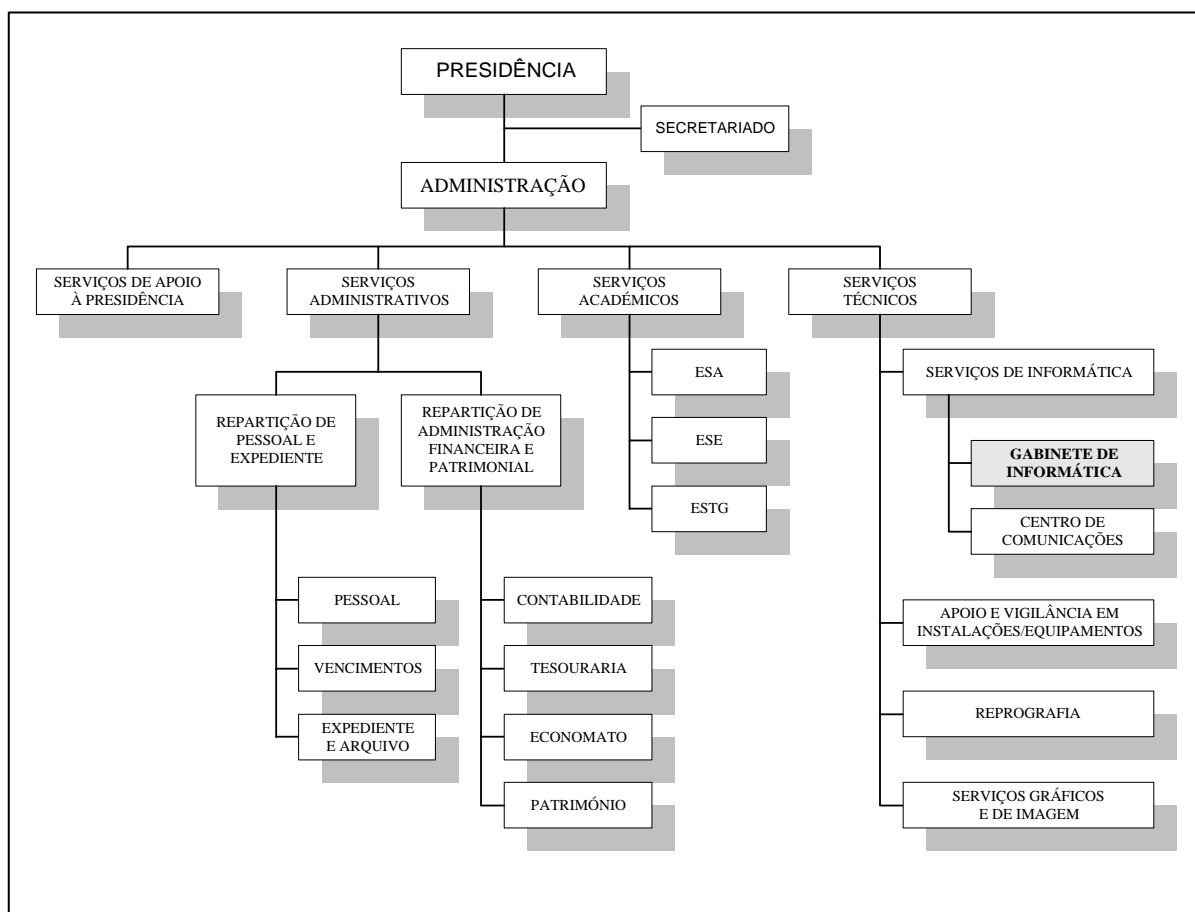 PRESIDÊNCIA
SECRETARIADO
ADMINISTRAÇÃO
SERVIÇOS DE APOIO
À PRESIDÊNCIA
SERVIÇOS
ADMINISTRATIVOS
SERVIÇOS
ACADÉMICOS
SERVIÇOS
TÉCNICOS
REPARTIÇÃO DE
PESSOAL E
EXPEDIENTE
REPARTIÇÃO DE
ADMINISTRAÇÃO
FINANCEIRA E
PATRIMONIAL
ESA
ESE
ESTG
SERVIÇOS DE INFORMÁTICA
GABINETE DE
INFORMÁTICA
CENTRO DE
COMUNICAÇÕES
PESSOAL
VENCIMENTOS
EXPEDIENTE
E ARQUIVO
CONTABILIDADE
TESOURARIA
ECONOMATO
PATRIMÓNIO
APOIO E VIGILÂNCIA EM
INSTALAÇÕES/EQUIPAMENTOS
REPROGRAFIA
SERVIÇOS GRÁFICOS
E DE IMAGEM